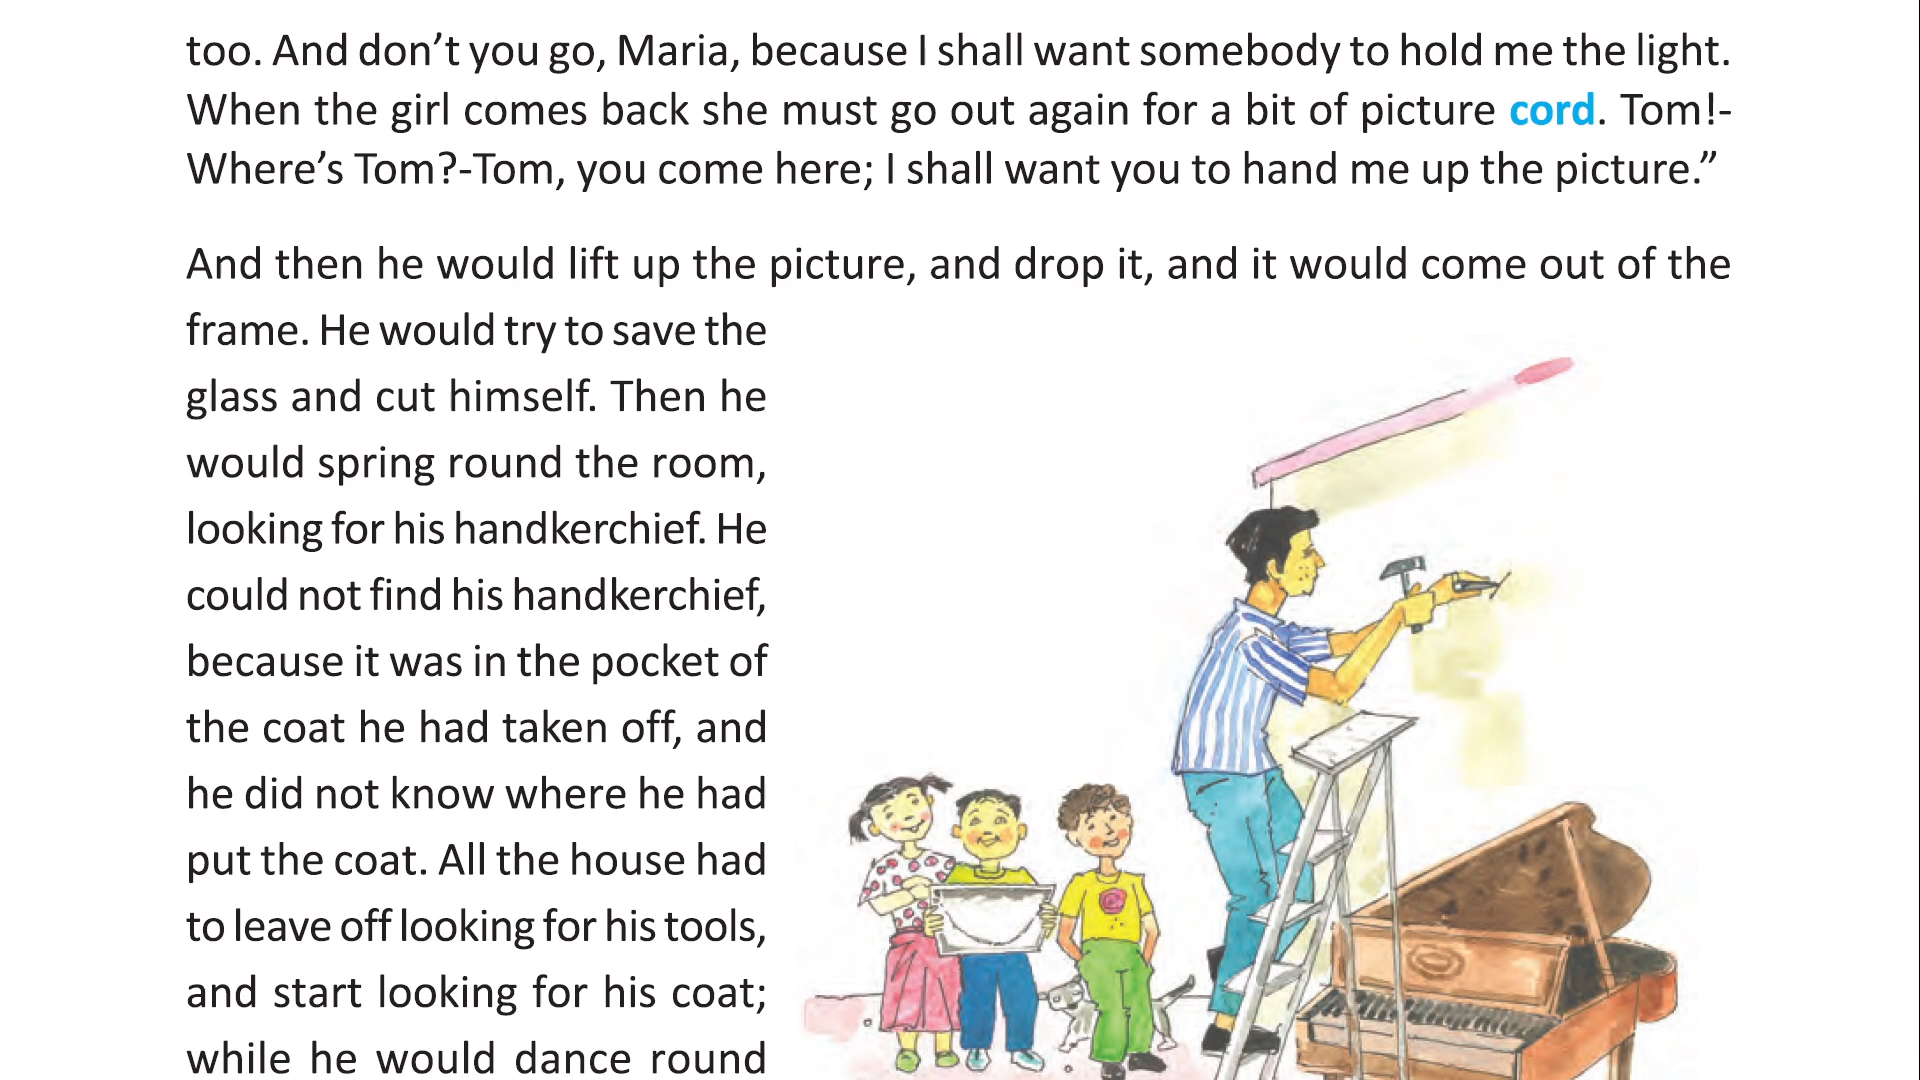 too. And don’t you go, Maria, because I shall want somebody to hold me the light.
When the girl comes back she must go out again for a bit of picture cord. Tom!-
Where’s Tom?-Tom, you come here; I shall want you to hand me up the picture.”
And then he would lift up the picture, and drop it, and it would come out of the
frame. He would try to save the
glass and cut himself. Then he
would spring round the room,
looking for his handkerchief. He
could not find his handkerchief,
because it was in the pocket of
the coat he had taken off, and
he did not know where he had
put the coat. All the house had
to leave off looking for his tools,
and start looking for his coat;
while he would dance round